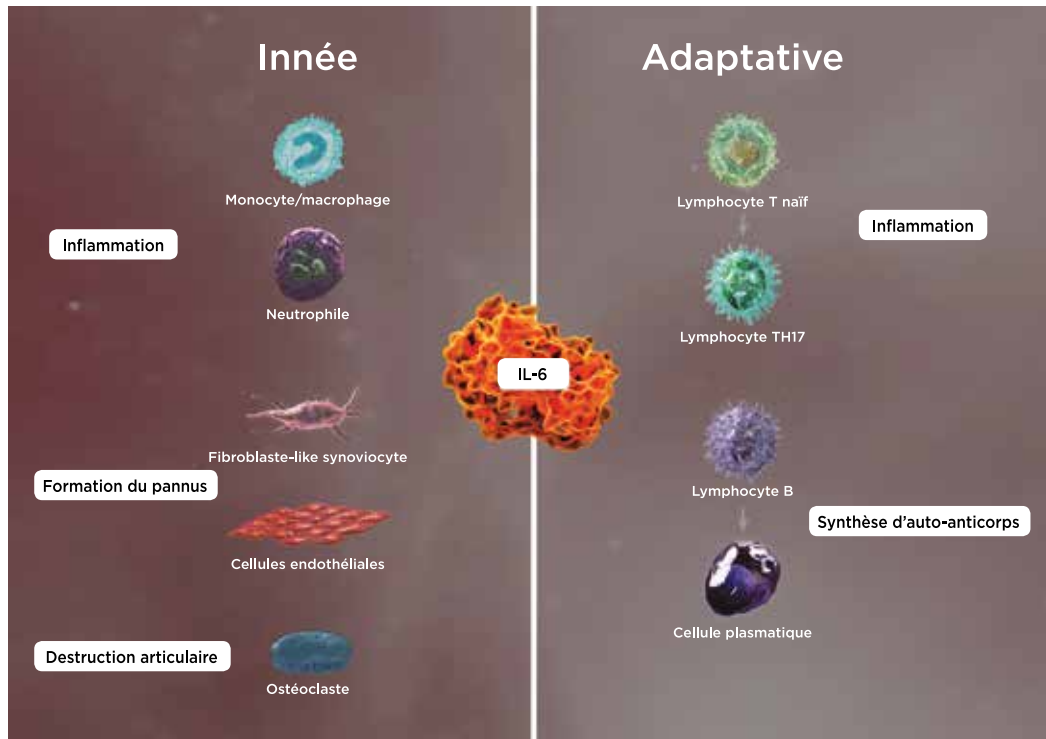 Innée
Monocyte/macrophage
Inflammation
Neutrophile
Fibroblaste-like synoviocyte
Formation du pannus
Cellules endothéliales
Destruction articulaire
Ostéoclaste
IL-6
Adaptative
Lymphocyte T naïf
Inflammation
Lymphocyte TH17
Lymphocyte B
Synthèse d'auto-anticorps
Cellule plasmatique